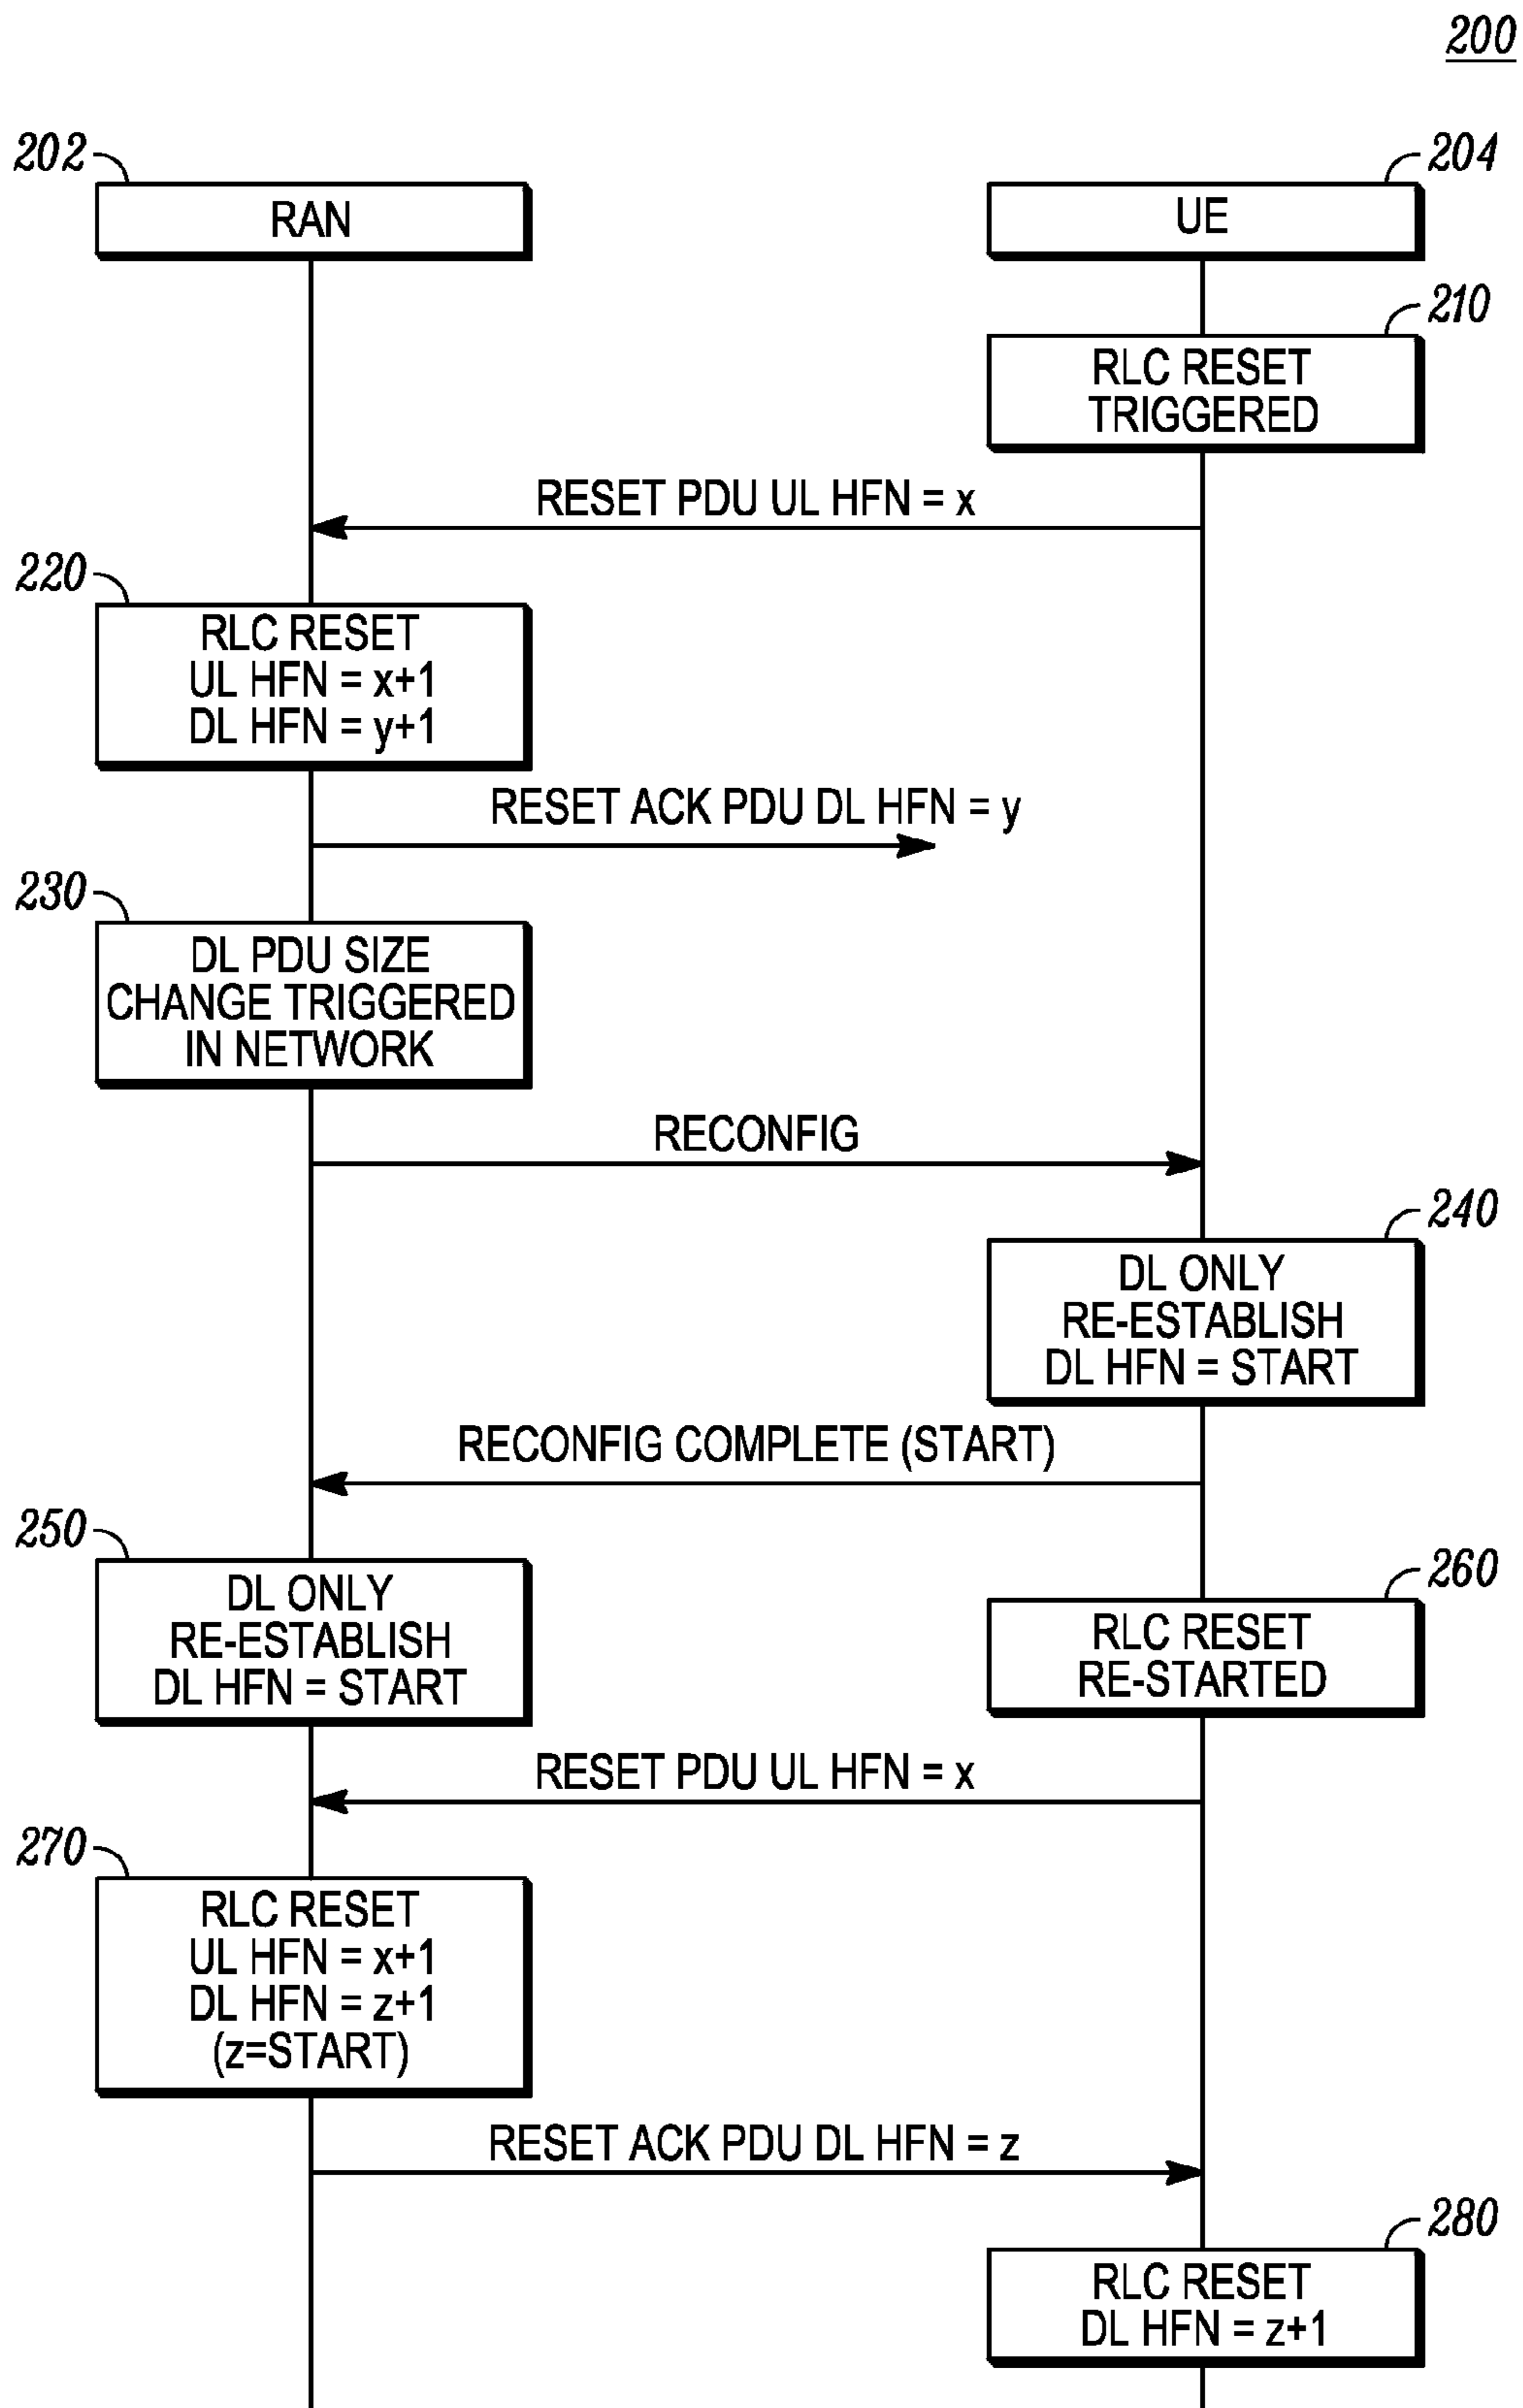 200
202
RAN
204
UE
210
RLC RESET
TRIGGERED
RESET PDU UL HFN = x
220
RLC RESET
UL HFN = x+1
DL HFN = y+1
RESET ACK PDU DL HFN = y
230
DL PDU SIZE
CHANGE TRIGGERED
IN NETWORK
RECONFIG
240
DL ONLY
RE-ESTABLISH
DL HFN = START
RECONFIG COMPLETE (START)
250
DL ONLY
RE-ESTABLISH
DL HFN = START
260
RLC RESET
RE-STARTED
RESET PDU UL HFN = x
270
RLC RESET
UL HFN = x+1
DL HFN = z+1
(z=START)
RESET ACK PDU DL HFN = z
280
RLC RESET
DL HFN = z+1